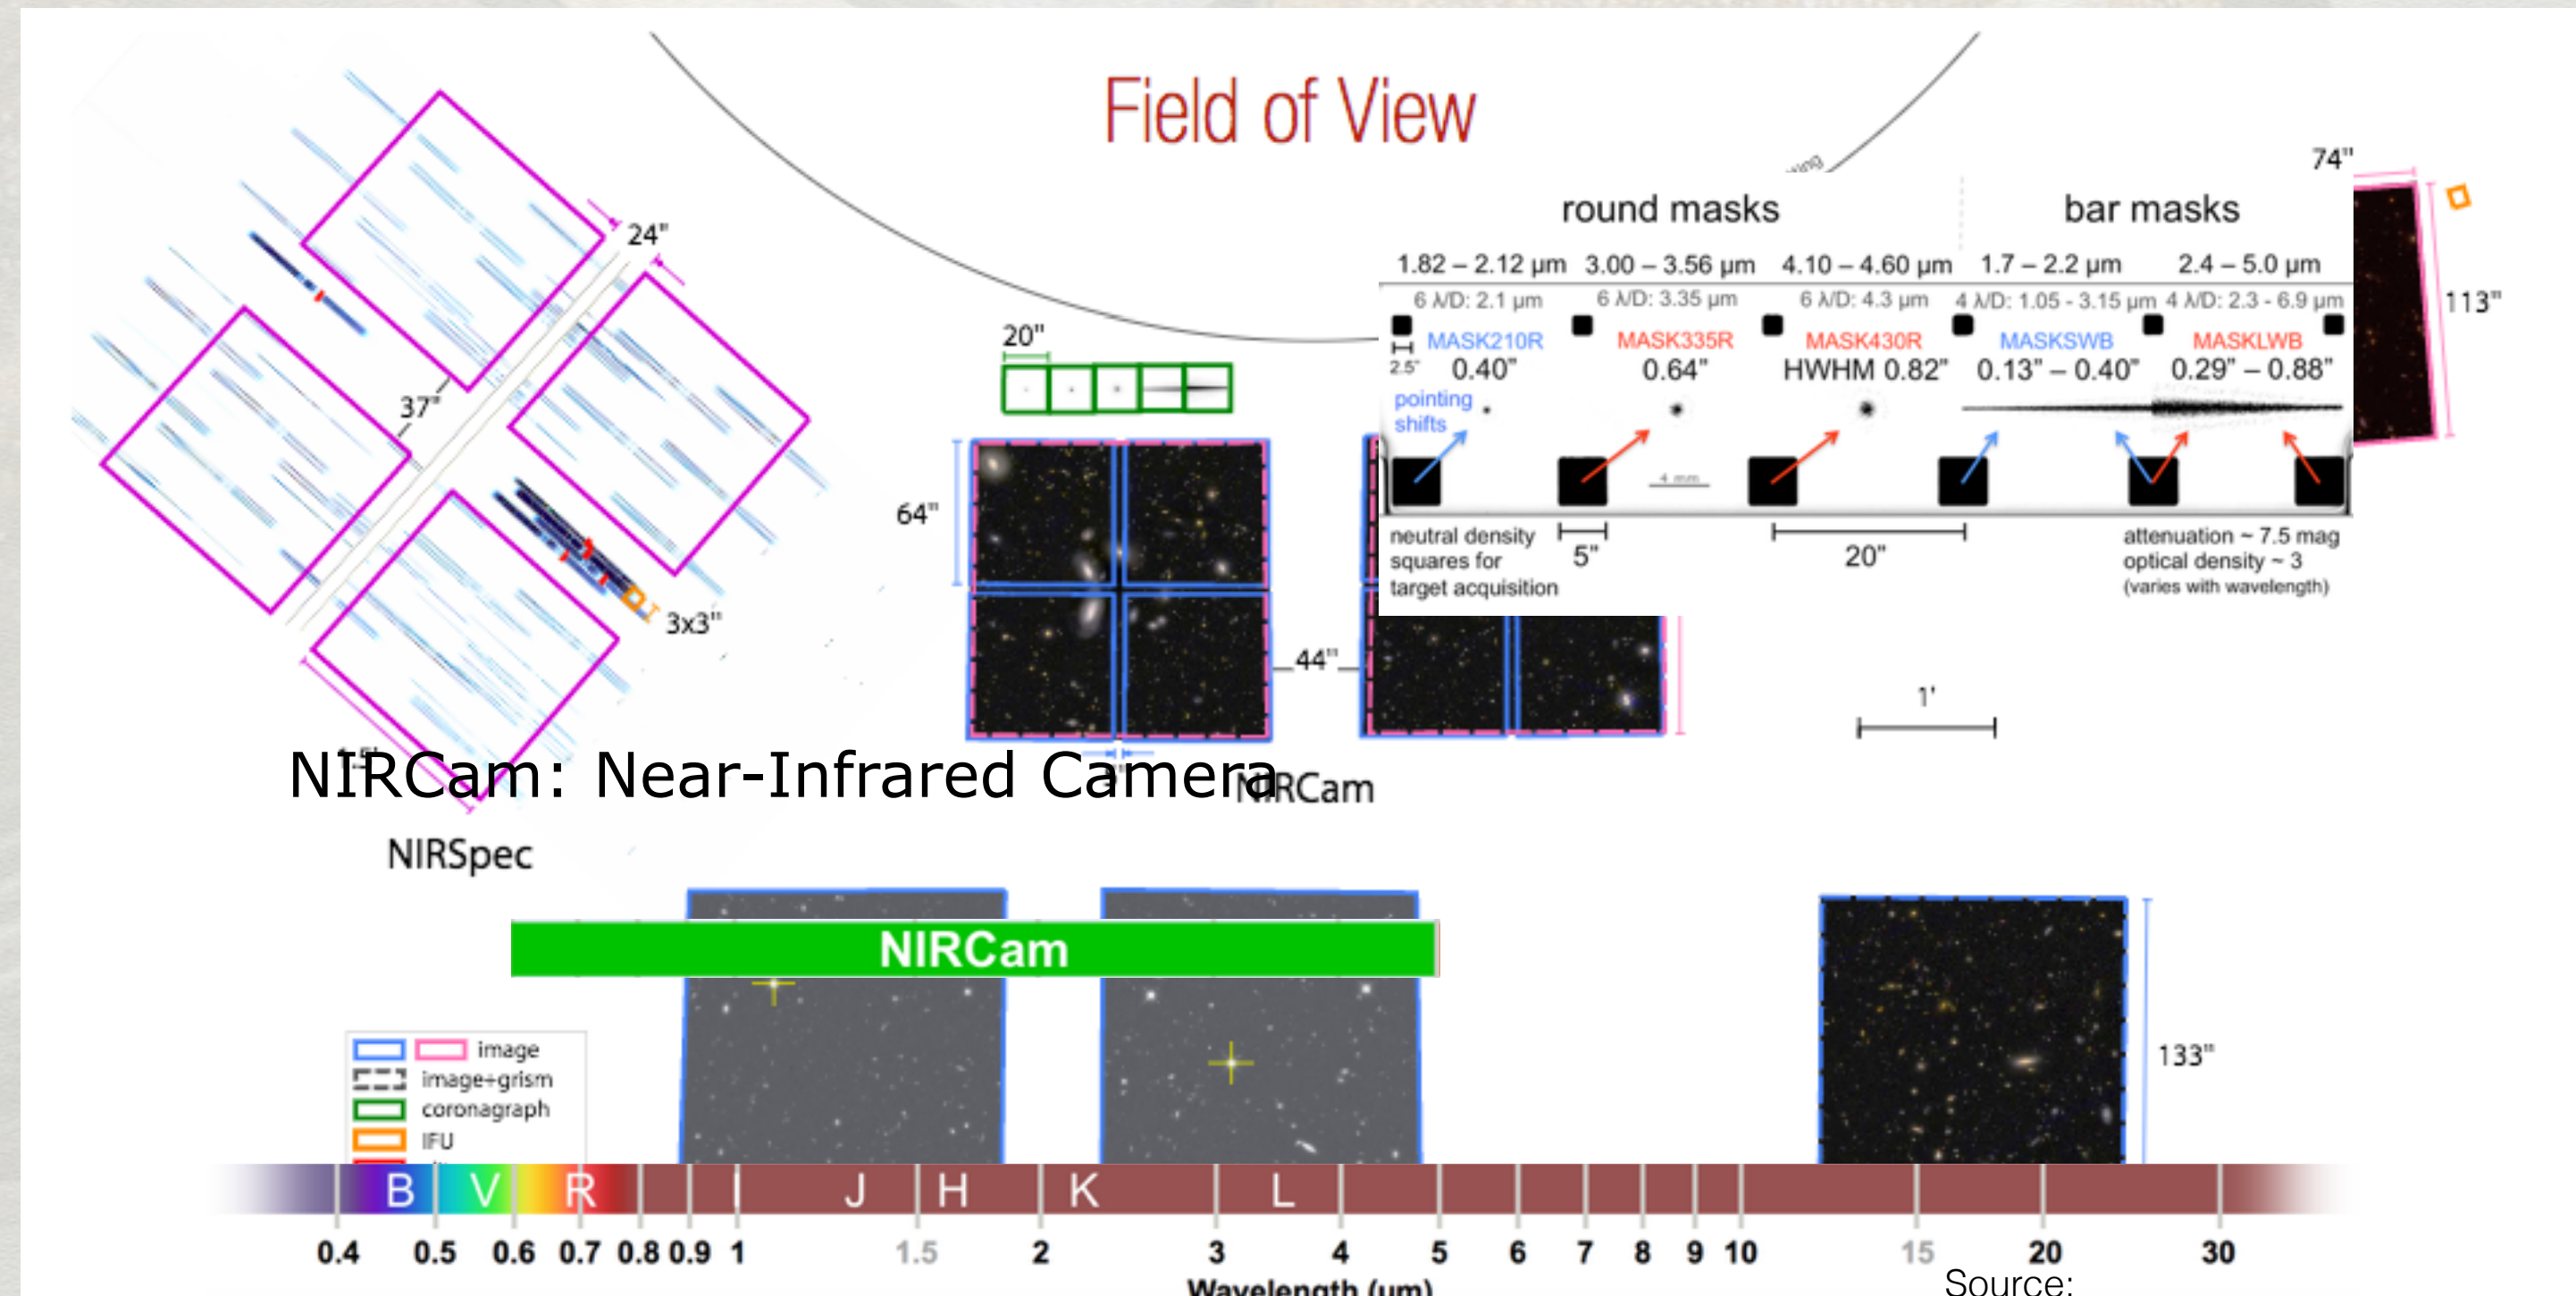 Field of View
24"
37"
3x3"
NIRSpec
20"
64"
44"
NIRCam
NIRCam: Near-Infrared Camera
74"
113"
round masks
bar masks
1.82 – 2.12 µm 3.00 – 3.56 µm 4.10 – 4.60 µm 1.7 – 2.2 µm 2.4 – 5.0 µm
6 λ/D: 2.1 µm 6 λ/D: 3.35 µm 6 λ/D: 4.3 µm 4 λ/D: 1.05 - 3.15 µm 4 λ/D: 2.3 - 6.9 µm
MASK210R MASK335R MASK430R MASKSWB MASKLWB
2.5" 0.40" 0.64" HWHM 0.82" 0.13" – 0.40" 0.29" – 0.88"
pointing
shifts
4 mm
neutral density
squares for
target acquisition
5"
20"
attenuation ~ 7.5 mag
optical density ~ 3
(varies with wavelength)
1'
NIRCam
133"
image
image+grism
coronagraph
IFU
B V R I J H K L
0.4 0.5 0.6 0.7 0.8 0.9 1 1.5 2 3 4 5 6 7 8 9 10 15 20 30
Wavelength (µm)
Source: